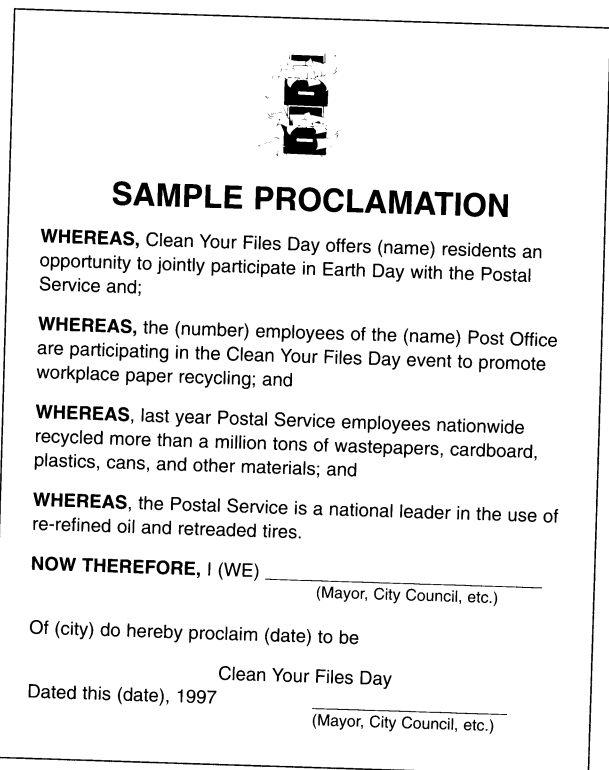 SAMPLE PROCLAMATION
WHEREAS, Clean Your Files Day offers (name) residents an
opportunity to jointly participate in Earth Day with the Postal
Service and;
WHEREAS, the (number) employees of the (name) Post Office
are participating in the Clean Your Files Day event to promote
workplace paper recycling; and
WHEREAS, last year Postal Service employees nationwide
recycled more than a million tons of wastepapers, cardboard,
plastics, cans, and other materials; and
WHEREAS, the Postal Service is a national leader in the use of
re-refined oil and retreaded tires.
NOW THEREFORE, I (WE)
(Mayor, City Council, etc.)
Of (city) do hereby proclaim (date) to be
Clean Your Files Day
Dated this (date), 1997
(Mayor, City Council, etc.)